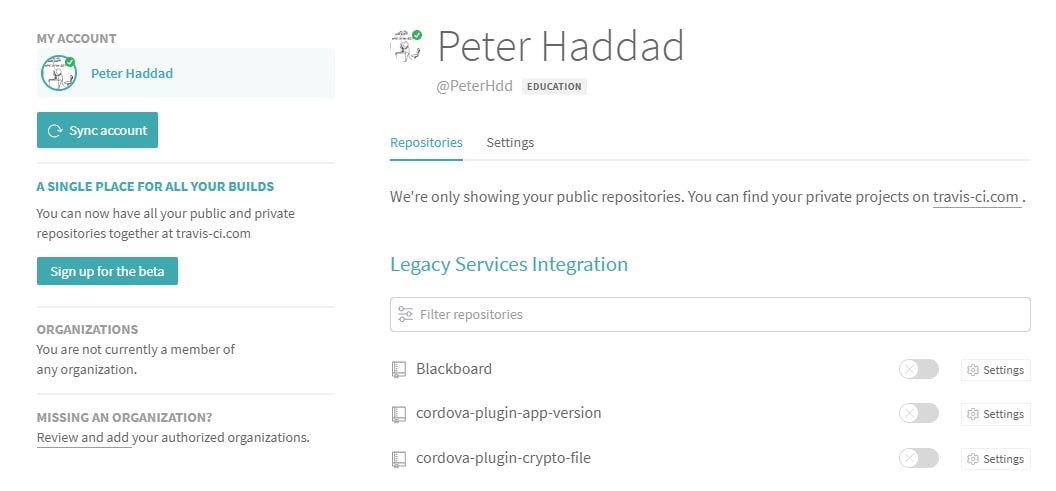 MY ACCOUNT
Peter Haddad
Sync account
A SINGLE PLACE FOR ALL YOUR BUILDS
You can now have all your public and private
repositories together at travis-ci.com
Sign up for the beta
ORGANIZATIONS
You are not currently a member of
any organization.
MISSING AN ORGANIZATION?
Review and add your authorized organizations.
Peter Haddad
@PeterHdd EDUCATION
Repositories Settings
We're only showing your public repositories. You can find your private projects on travis-ci.com .
Legacy Services Integration
Filter repositories
Blackboard Settings
cordova-plugin-app-version Settings
cordova-plugin-crypto-file Settings